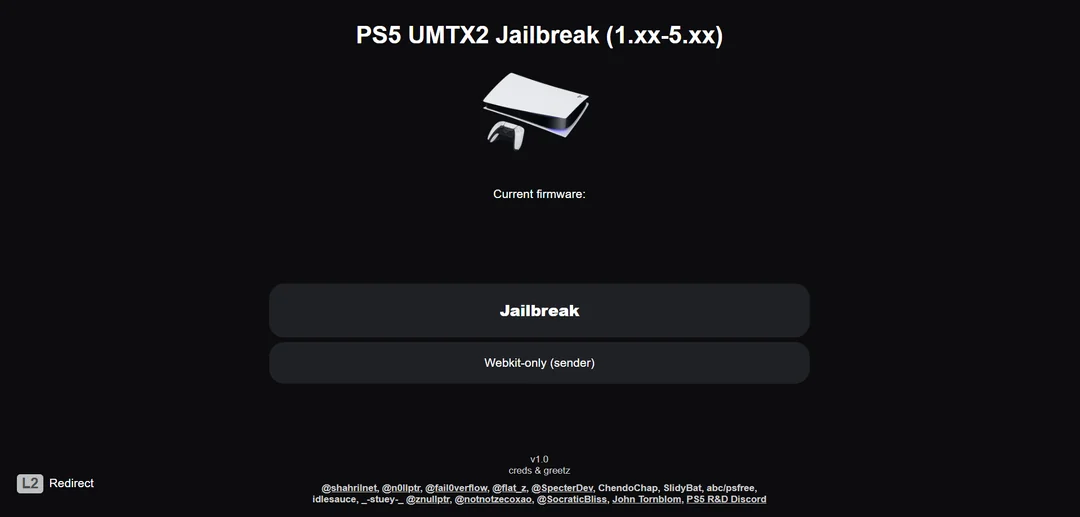 PS5 UMTX2 Jailbreak (1.xx-5.xx)
Current firmware:
Jailbreak
Webkit-only (sender)
v1.0
creds & greetz
L2 Redirect
@shahrilnet, @n0llptr, @fail0verflow, @flat_z, @SpecterDev, ChendoChap, SlidyBat, abc/psfree,
idlesauce, _-stuey-_ @znullptr, @notnotzecoxao, @SocraticBliss, John Tornblom, PS5 R&D Discord